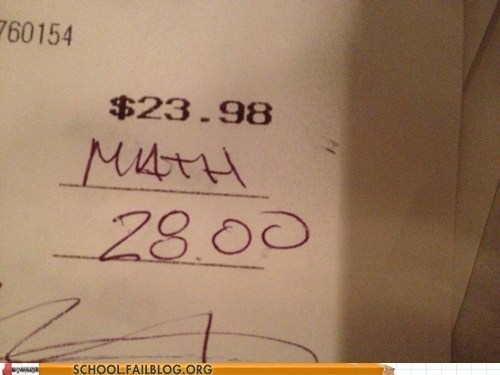 760154
$23.98
MATH
28.00
SCHOOL.FAILBLOG.ORG